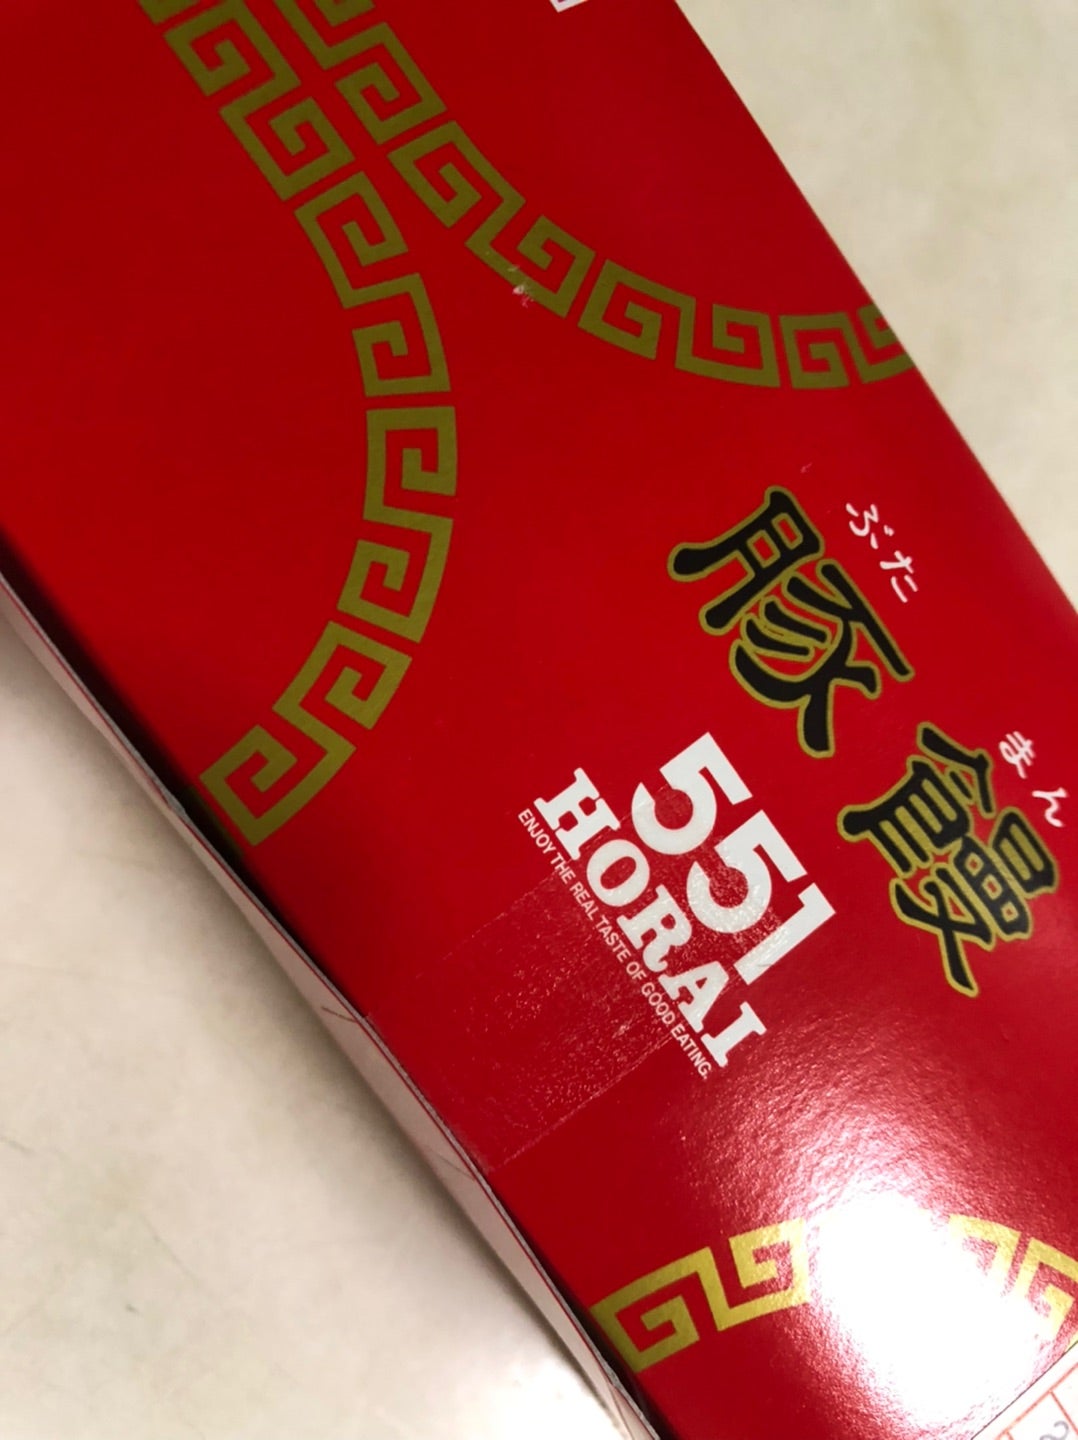 ぶた まん
豚饅
551
HORAI
ENJOY THE REAL TASTE OF GOOD EATING.